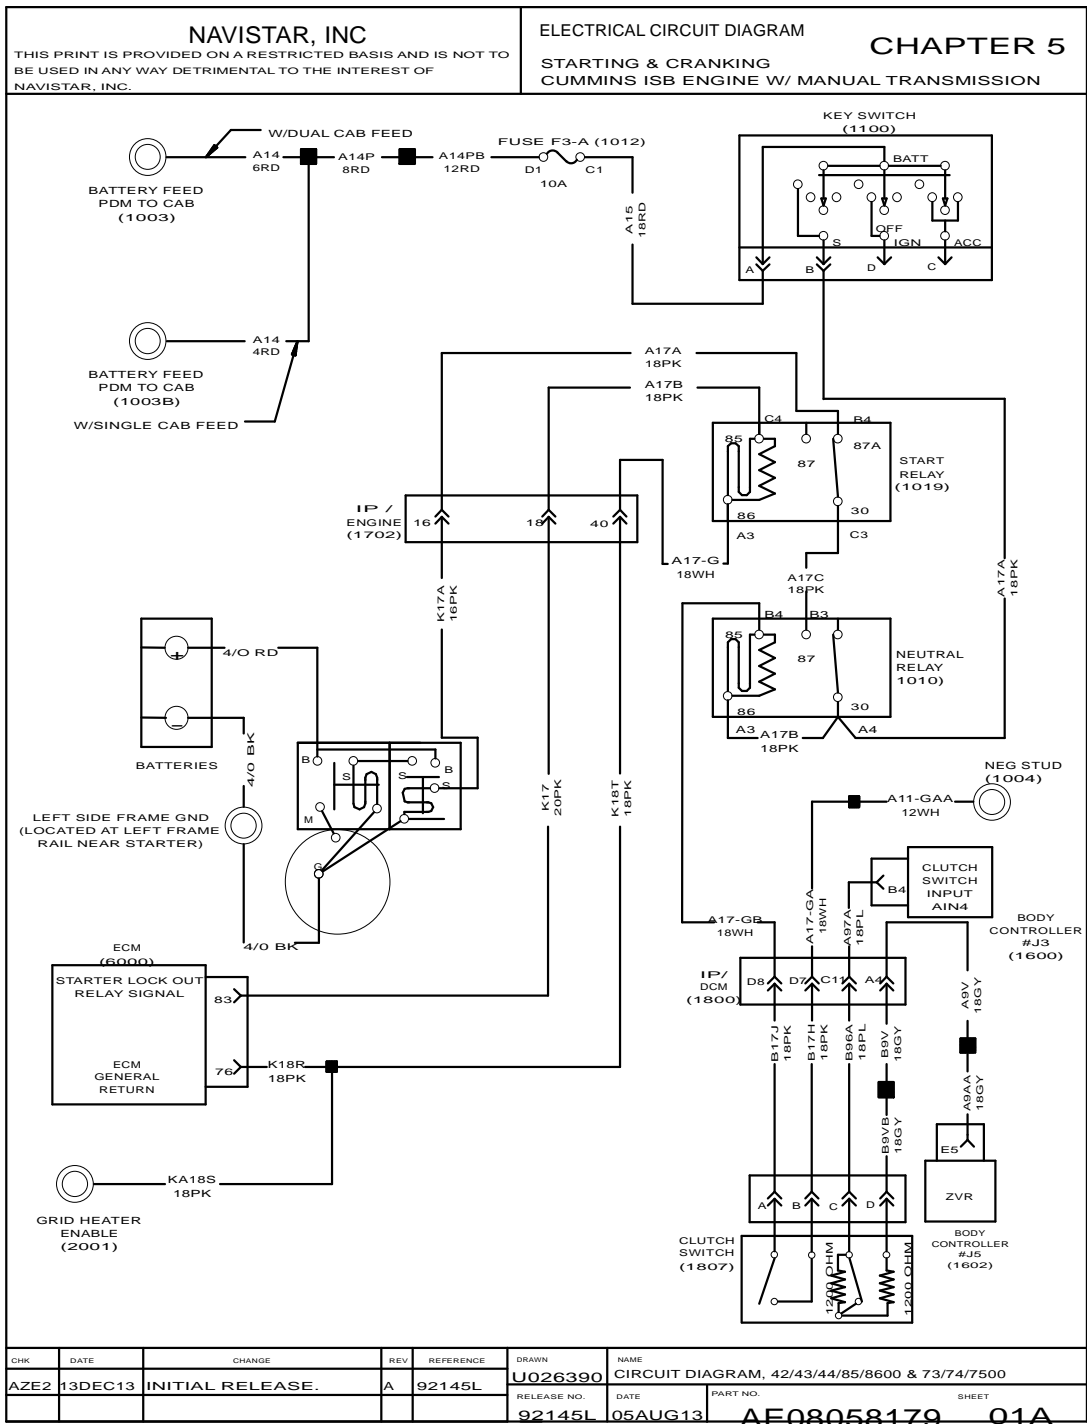 NAVISTAR, INC
THIS PRINT IS PROVIDED ON A RESTRICTED BASIS AND IS NOT TO
BE USED IN ANY WAY DETRIMENTAL TO THE INTEREST OF
NAVISTAR, INC.
ELECTRICAL CIRCUIT DIAGRAM
CHAPTER 5
STARTING & CRANKING
CUMMINS ISB ENGINE W/ MANUAL TRANSMISSION
KEY SWITCH
(1100)
W/DUAL CAB FEED
FUSE F3-A (1012)
A14
6RD
A14P
8RD
A14PB
12RD
D1
C1
10A
BATTERY FEED
PDM TO CAB
(1003)
A15
18RD
BATT
OFF
S
IGN
ACC
A
B
D
C
A14
4RD
BATTERY FEED
PDM TO CAB
(1003B)
W/SINGLE CAB FEED
A17A
18PK
A17B
18PK
C4
B4
85
87
87A
86
30
A3
C3
START
RELAY
(1019)
IP /
ENGINE
(1702)
16
18
40
A17-G
18WH
A17C
18PK
A17A
18PK
K17A
16PK
B4
B3
85
87
86
30
A3
A4
NEUTRAL
RELAY
1010)
A17B
18PK
+
4/O RD
−
BATTERIES
4/0 BK
B
S
S
B
S
M
G
K17
20PK
K18T
18PK
NEG STUD
(1004)
A11-GAA
12WH
LEFT SIDE FRAME GND
(LOCATED AT LEFT FRAME
RAIL NEAR STARTER)
4/0 BK
B4
CLUTCH
SWITCH
INPUT
AIN4
BODY
CONTROLLER
#J3
(1600)
A17-GB
18WH
A17-GA
18WH
A97A
18PL
ECM
(6000)
STARTER LOCK OUT
RELAY SIGNAL
83
ECM
GENERAL
RETURN
76
K18R
18PK
IP/
DCM
(1800)
D8
D7
C11
A4
A9V
18GY
B17J
18PK
B17H
18PK
B96A
18PL
B9V
18GY
A9AA
18GY
B9VB
18GY
E5
ZVR
BODY
CONTROLLER
#J5
(1602)
KA18S
18PK
GRID HEATER
ENABLE
(2001)
A
B
C
D
CLUTCH
SWITCH
(1807)
1200 OHM
1200 OHM
CHK
DATE
CHANGE
REV
REFERENCE
DRAWN
NAME
AZE2
13DEC13
INITIAL RELEASE.
A
92145L
U026390
CIRCUIT DIAGRAM, 42/43/44/85/8600 & 73/74/7500
RELEASE NO.
DATE
PART NO.
SHEET
92145L
05AUG13
AF08058179
01A